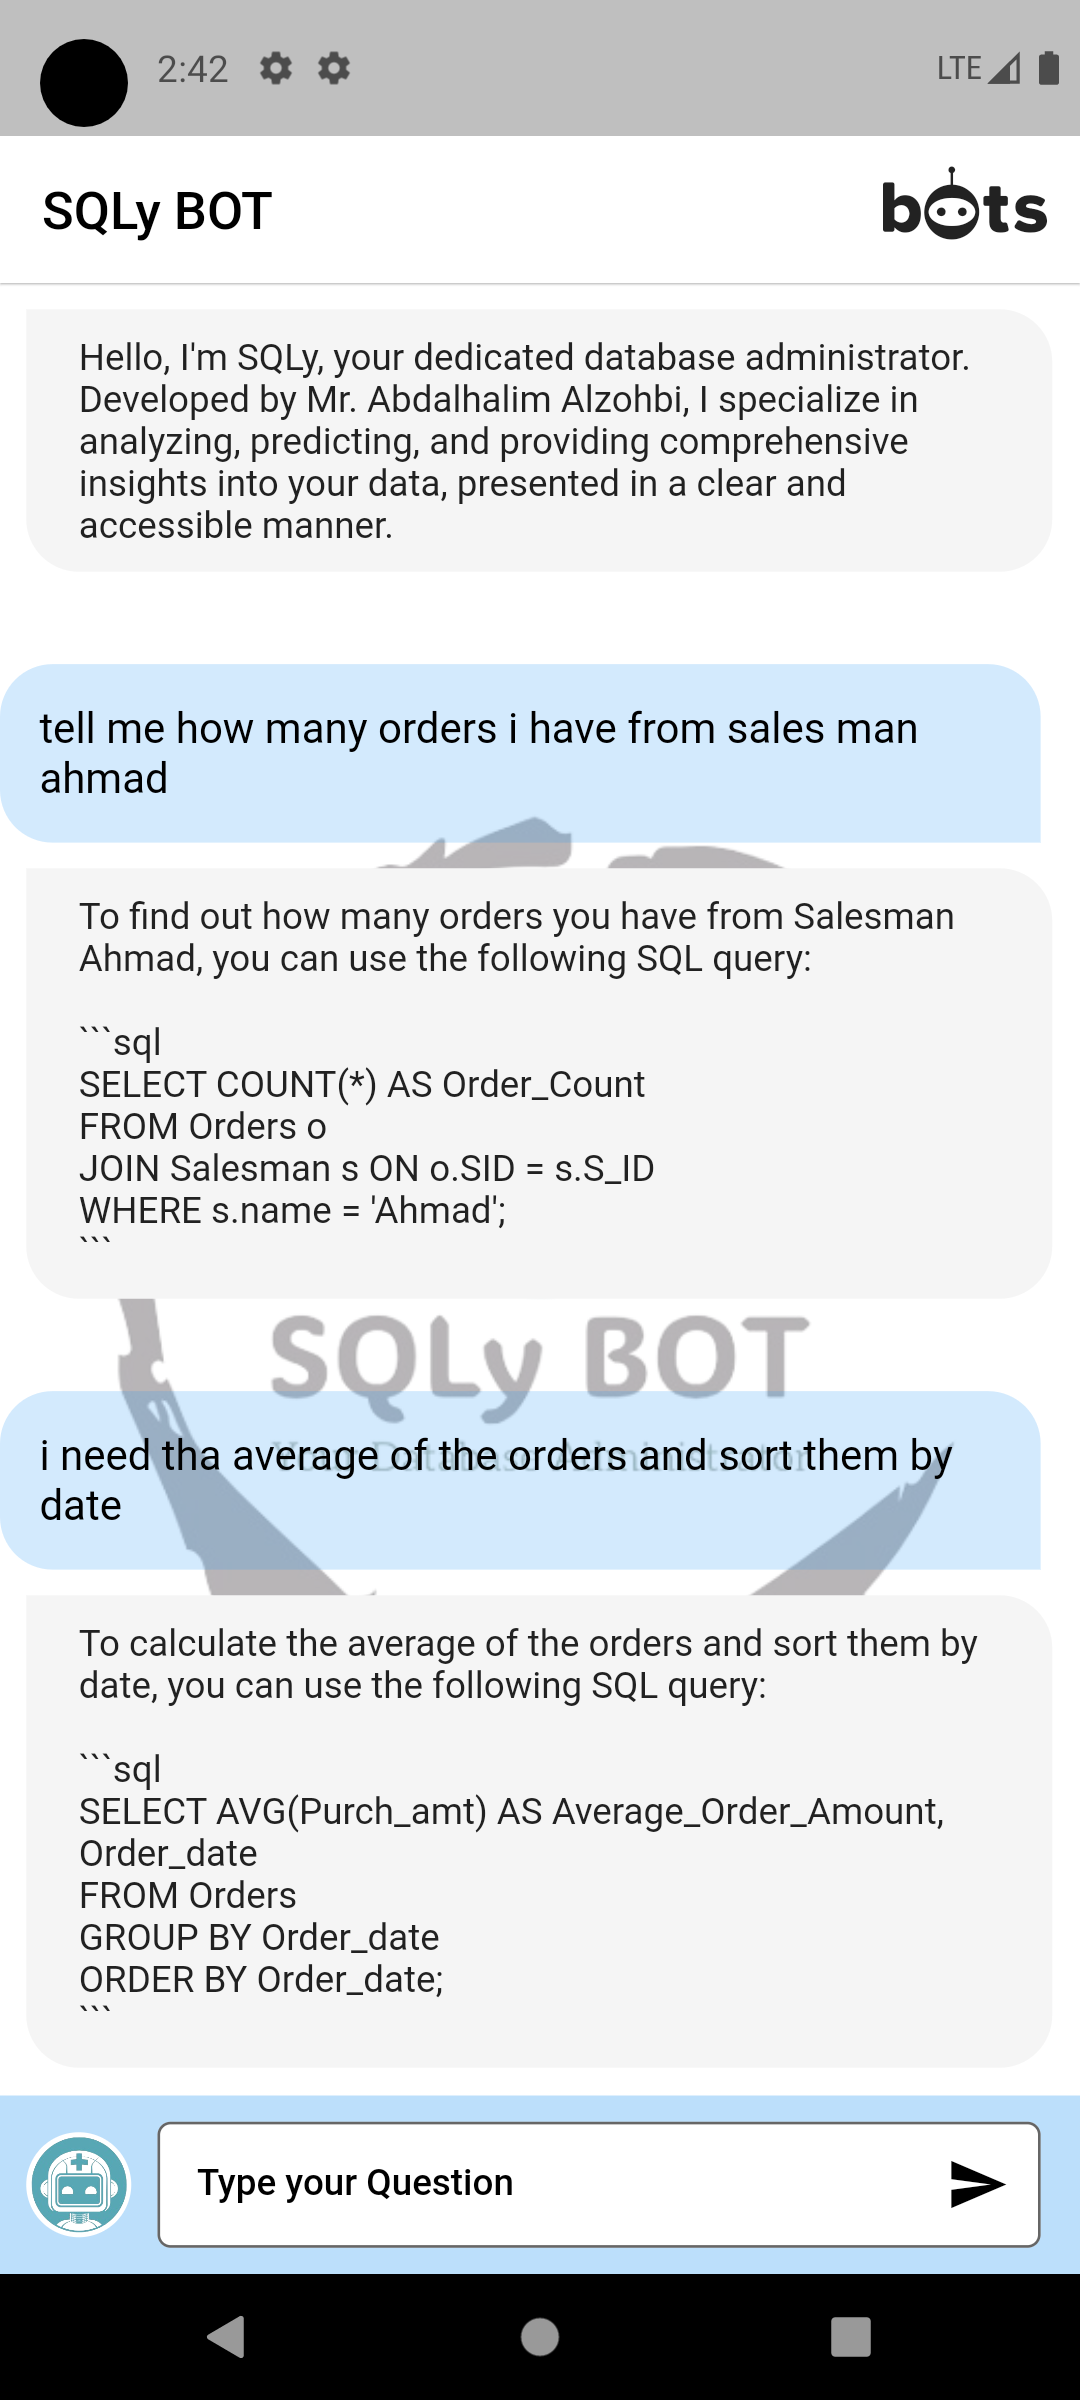 2:42
LTE
SQLy BOT
bots
Hello, I'm SQLy, your dedicated database administrator.
Developed by Mr. Abdalhalim Alzohbi, I specialize in
analyzing, predicting, and providing comprehensive
insights into your data, presented in a clear and
accessible manner.
tell me how many orders i have from sales man
ahmad
To find out how many orders you have from Salesman
Ahmad, you can use the following SQL query:
```sql
SELECT COUNT(*) AS Order_Count
FROM Orders o
JOIN Salesman s ON o.SID = s.S_ID
WHERE s.name = 'Ahmad';
```
SQLy BOT
Your Database Administrator
i need tha average of the orders and sort them by
date
To calculate the average of the orders and sort them by
date, you can use the following SQL query:
```sql
SELECT AVG(Purch_amt) AS Average_Order_Amount,
Order_date
FROM Orders
GROUP BY Order_date
ORDER BY Order_date;
```
Type your Question